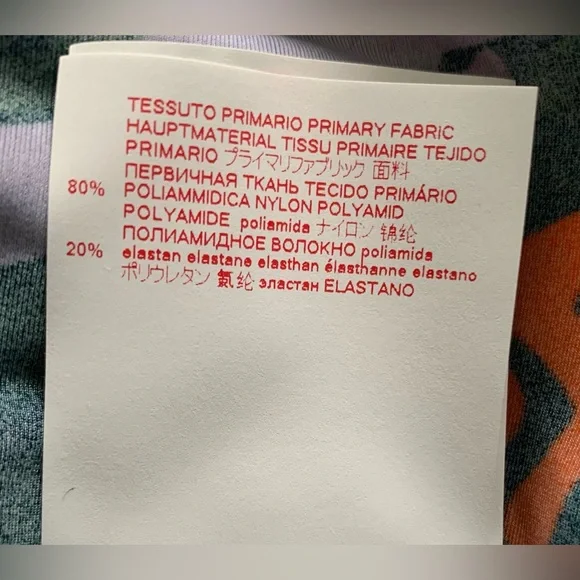 TESSUTO PRIMARIO PRIMARY FABRIC
HAUPTMATERIAL TISSU PRIMAIRE TEJIDO
PRIMARIO プライマリファブリック 面料
ПЕРВИЧНАЯ ТКАНЬ TECIDO PRIMÁRIO
80% POLIAMMIDICA NYLON POLYAMID
POLYAMIDE poliamida ナイロン 锦纶
ПОЛИАМИДНОЕ ВОЛОКНО poliamida
20% elastan elastane elasthan élasthanne elastano
ポリウレタン 氨纶 эластан ELASTANO